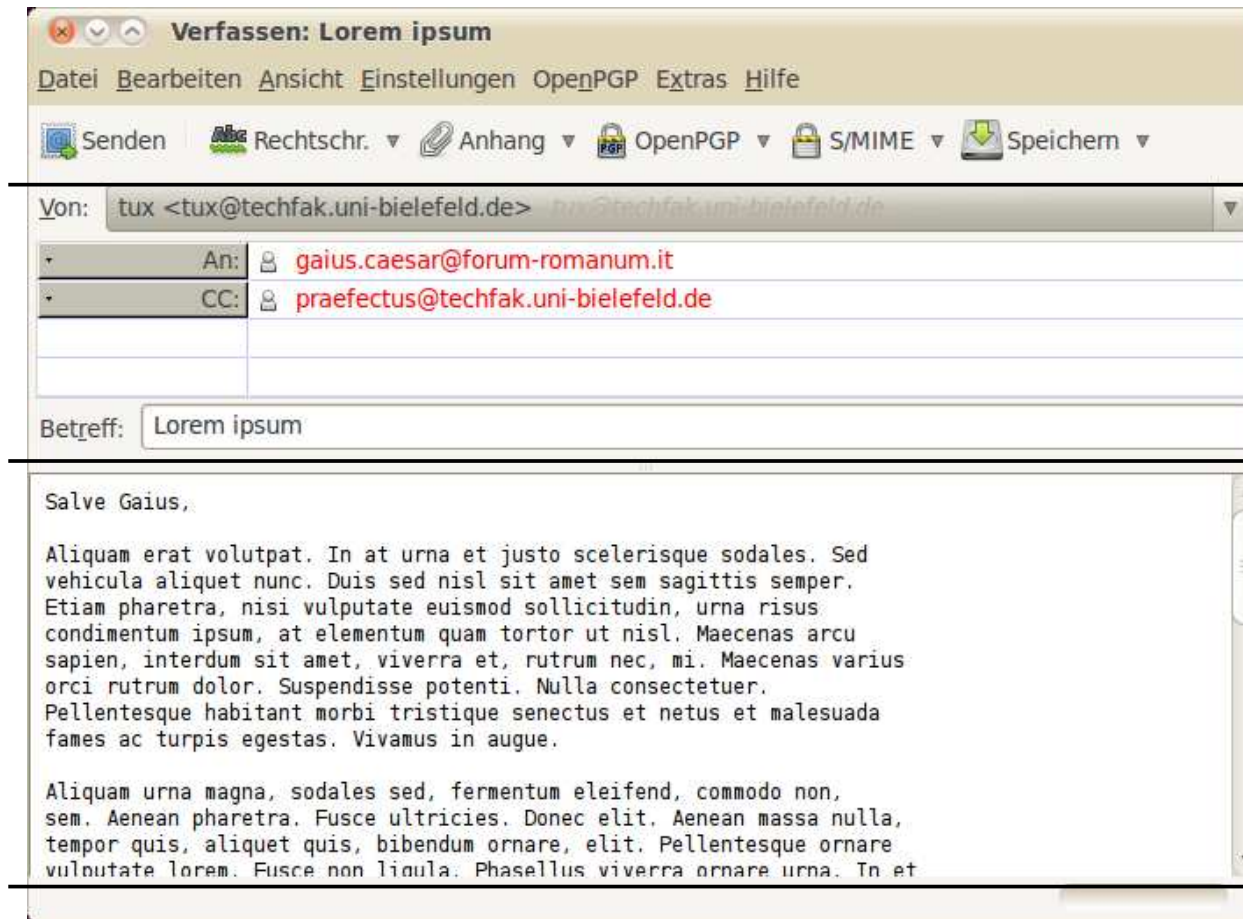 Verfassen: Lorem ipsum
Datei Bearbeiten Ansicht Einstellungen OpenPGP Extras Hilfe
Senden Abc Rechtschr. Anhang PGP OpenPGP S/MIME Speichern
Von: tux <tux@techfak.uni-bielefeld.de> tux@techfak.uni-bielefeld.de
An: gaius.caesar@forum-romanum.it
CC: praefectus@techfak.uni-bielefeld.de
Betreff: Lorem ipsum
Salve Gaius,
Aliquam erat volutpat. In at urna et justo scelerisque sodales. Sed
vehicula aliquet nunc. Duis sed nisl sit amet sem sagittis semper.
Etiam pharetra, nisi vulputate euismod sollicitudin, urna risus
condimentum ipsum, at elementum quam tortor ut nisl. Maecenas arcu
sapien, interdum sit amet, viverra et, rutrum nec, mi. Maecenas varius
orci rutrum dolor. Suspendisse potenti. Nulla consectetuer.
Pellentesque habitant morbi tristique senectus et netus et malesuada
fames ac turpis egestas. Vivamus in augue.
Aliquam urna magna, sodales sed, fermentum eleifend, commodo non,
sem. Aenean pharetra. Fusce ultricies. Donec elit. Aenean massa nulla,
tempor quis, aliquet quis, bibendum ornare, elit. Pellentesque ornare
vulputate lorem. Fusce non ligula. Phasellus viverra ornare urna. In et